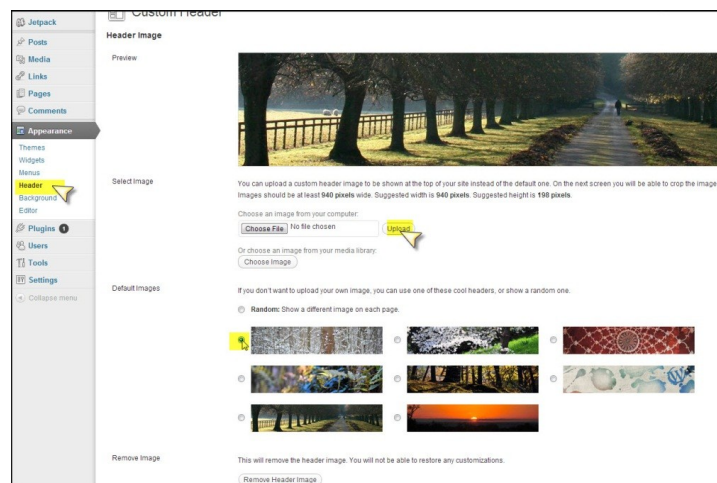 Custom Header
Jetpack
Posts
Media
Links
Pages
Comments
Appearance
Themes
Widgets
Menus
Header
Background
Editor
Plugins 1
Users
Tools
Settings
Collapse menu
Header Image
Preview
Select Image
You can upload a custom header image to be shown at the top of your site instead of the default one. On the next screen you will be able to crop the image
Images should be at least 940 pixels wide. Suggested width is 940 pixels. Suggested height is 198 pixels.
Choose an image from your computer:
Choose File No file chosen Upload
Or choose an image from your media library:
Choose Image
Default Images
If you don't want to upload your own image, you can use one of these cool headers, or show a random one.
Random: Show a different image on each page.
Remove Image
This will remove the header image. You will not be able to restore any customizations.
Remove Header Image